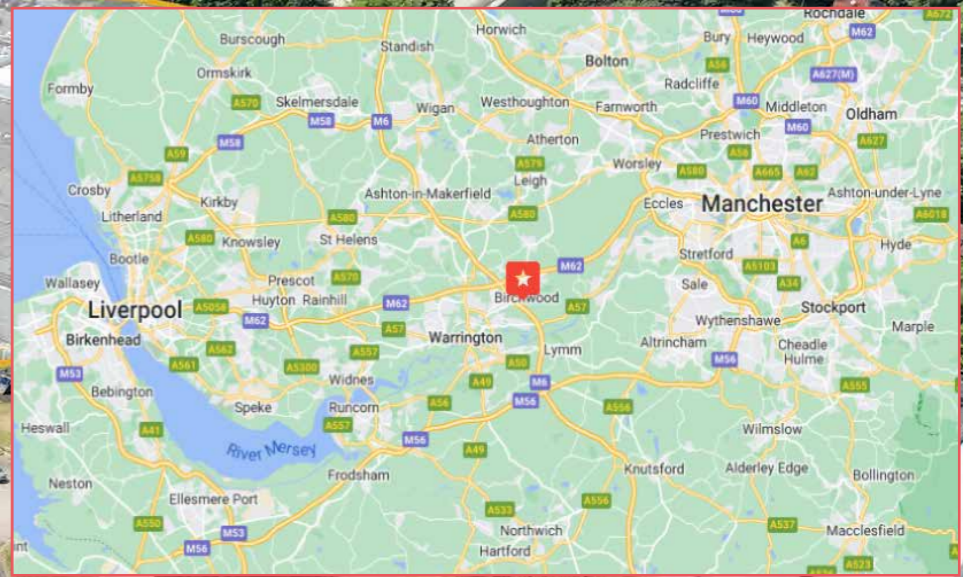 Rochdale
A672
Horwich
Bury
Heywood
M62
Burscough
Standish
A56
Bolton
A627(M)
Ormskirk
Radcliffe
Formby
A570
Skelmersdale
Wigan
Westhoughton
Farnworth
M60
Middleton
Oldham
M58
M6
M60
M58
Atherton
Prestwich
A627
A59
A579
A56
Worsley
A580
A665
A62
Leigh
A5758
Crosby
Kirkby
Ashton-in-Makerfield
Eccles
Manchester
Ashton-under-Lyne
Litherland
A580
A580
A6018
A580
Knowsley
St Helens
A6
Hyde
Bootle
Stretford
M62
A5103
Wallasey
Prescot
A570
A34
Sale
Huyton
Rainhill
M62
Birchwood
A57
Stockport
Liverpool
A5058
M62
Wythenshawe
A57
Marple
Birkenhead
Warrington
Altrincham
Cheadle
Hulme
A562
A557
Lymm
A561
A5300
A50
M56
M53
Widnes
A49
M6
A555
Bebington
Speke
Runcorn
A56
M56
A556
Heswall
A41
A557
Wilmslow
M56
River Mersey
A49
Frodsham
Knutsford
Alderley Edge
Bollington
Neston
Ellesmere Port
A556
A533
A550
M53
Northwich
A537
Macclesfield
M56
Hartford
A523